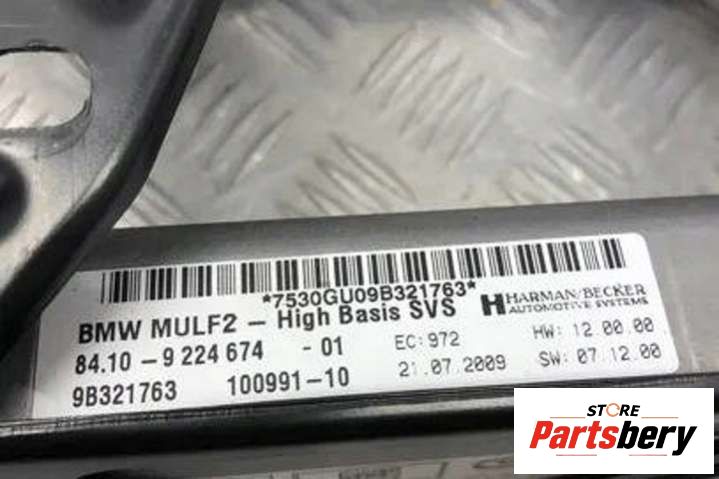 *7530GU09B321763*
BMW MULF2 - High Basis SVS
HARMAN/BECKER
AUTOMOTIVE SYSTEMS
84.10 - 9 224 674 - 01
EC: 972
HW: 12.00.00
9B321763
100991-10
21.07.2009
SW: 07.12.00
STORE
Partsbery